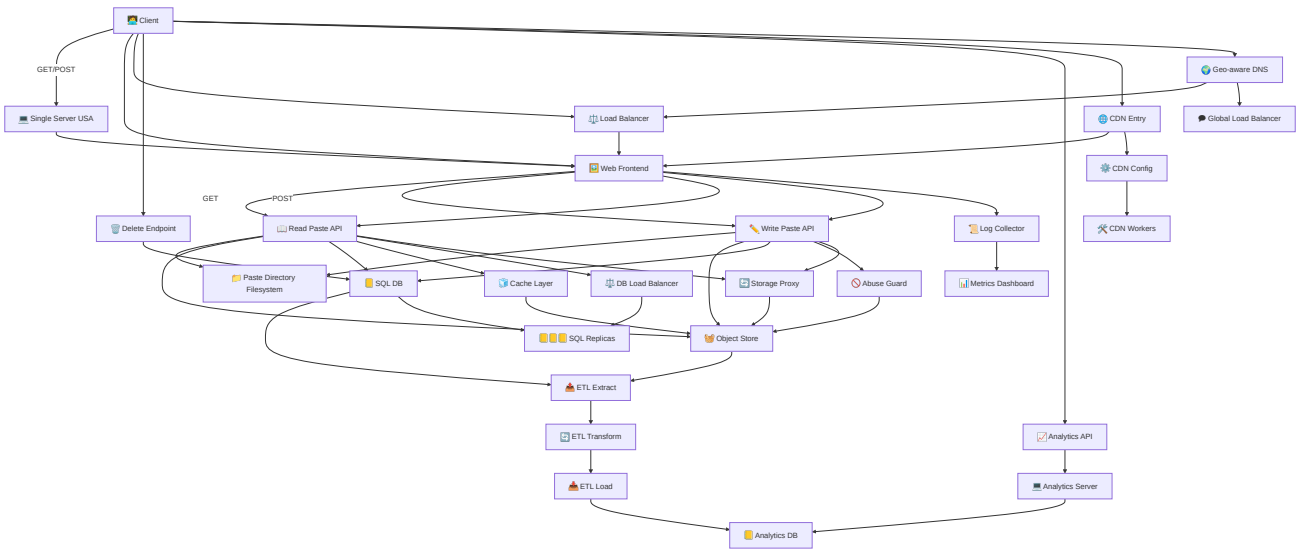 Client
GET/POST
Geo-aware DNS
Single Server USA
Load Balancer
CDN Entry
Global Load Balancer
Web Frontend
CDN Config
GET
POST
Delete Endpoint
Read Paste API
Write Paste API
Log Collector
CDN Workers
Paste Directory
Filesystem
SQL DB
Cache Layer
DB Load Balancer
Storage Proxy
Abuse Guard
Metrics Dashboard
SQL Replicas
Object Store
ETL Extract
ETL Transform
Analytics API
ETL Load
Analytics Server
Analytics DB